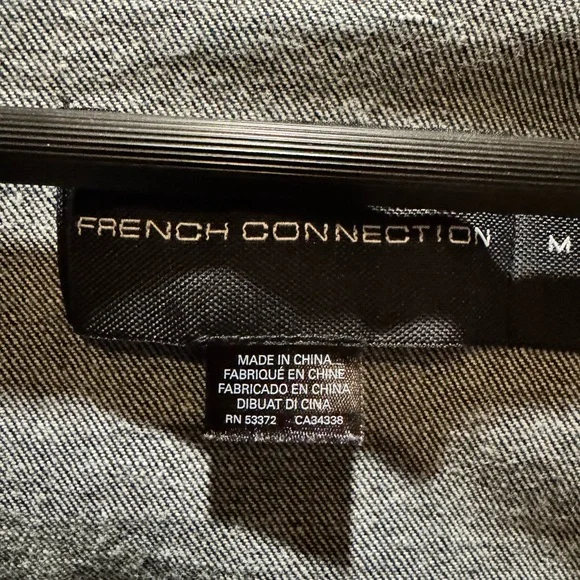 FRENCH CONNECTION M
MADE IN CHINA
FABRIQUÉ EN CHINE
FABRICADO EN CHINA
DIBUAT DI CINA
RN 53372 CA34338